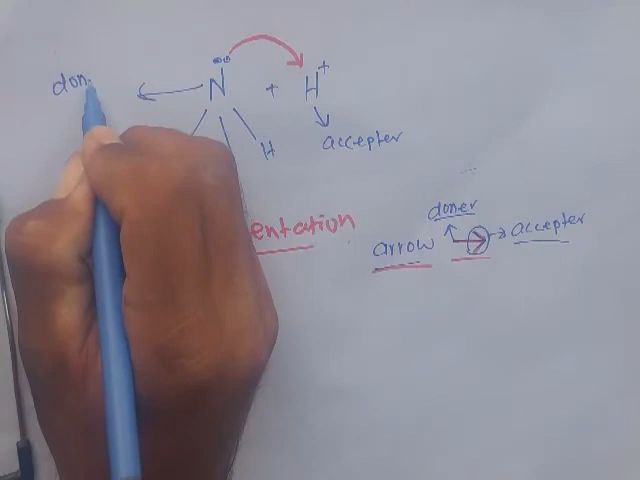 don
N + H+
H
accepter
entation
doner
arrow accepter